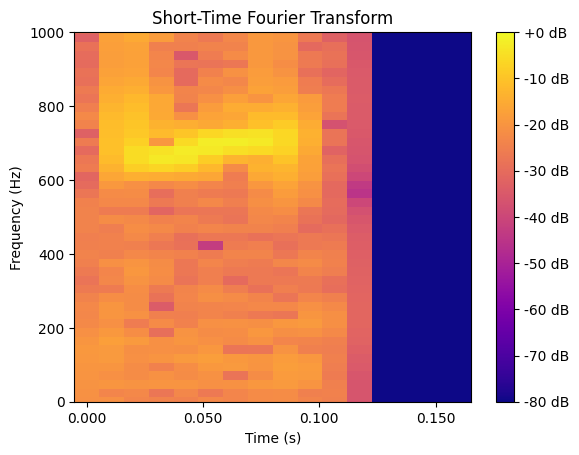 Short-Time Fourier Transform
1000
800
600
400
200
0
Frequency (Hz)
0.000
0.050
0.100
0.150
Time (s)
+0 dB
-10 dB
-20 dB
-30 dB
-40 dB
-50 dB
-60 dB
-70 dB
-80 dB